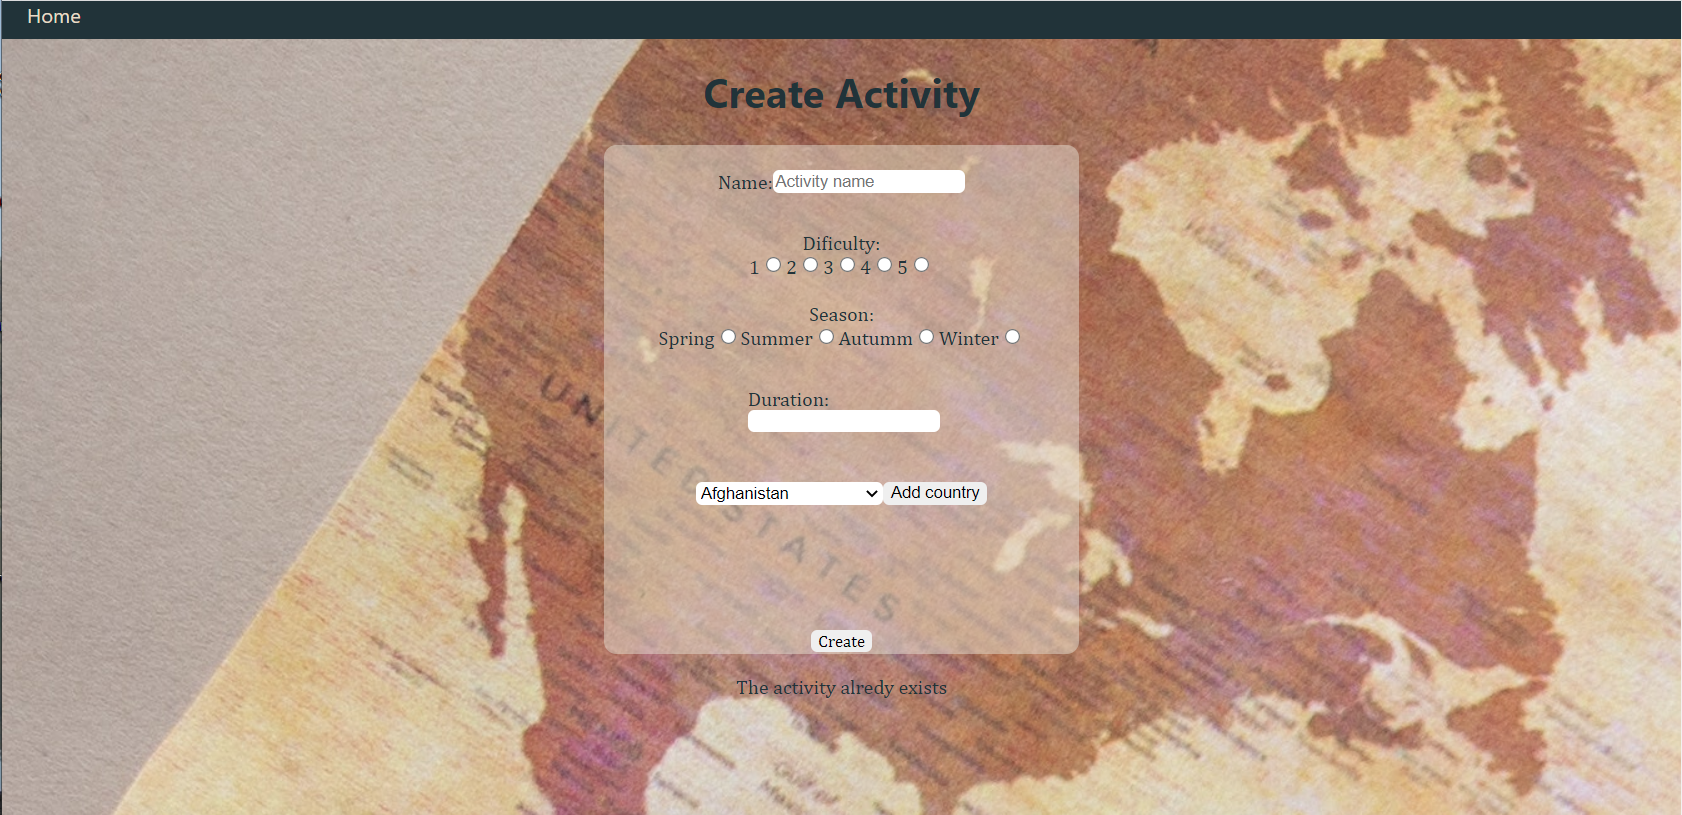 Home
Create Activity
Name: Activity name
Dificulty:
1 2 3 4 5
Season:
Spring Summer Autumm Winter
Duration:
UNITED STATES
Afghanistan Add country
Create
The activity alredy exists